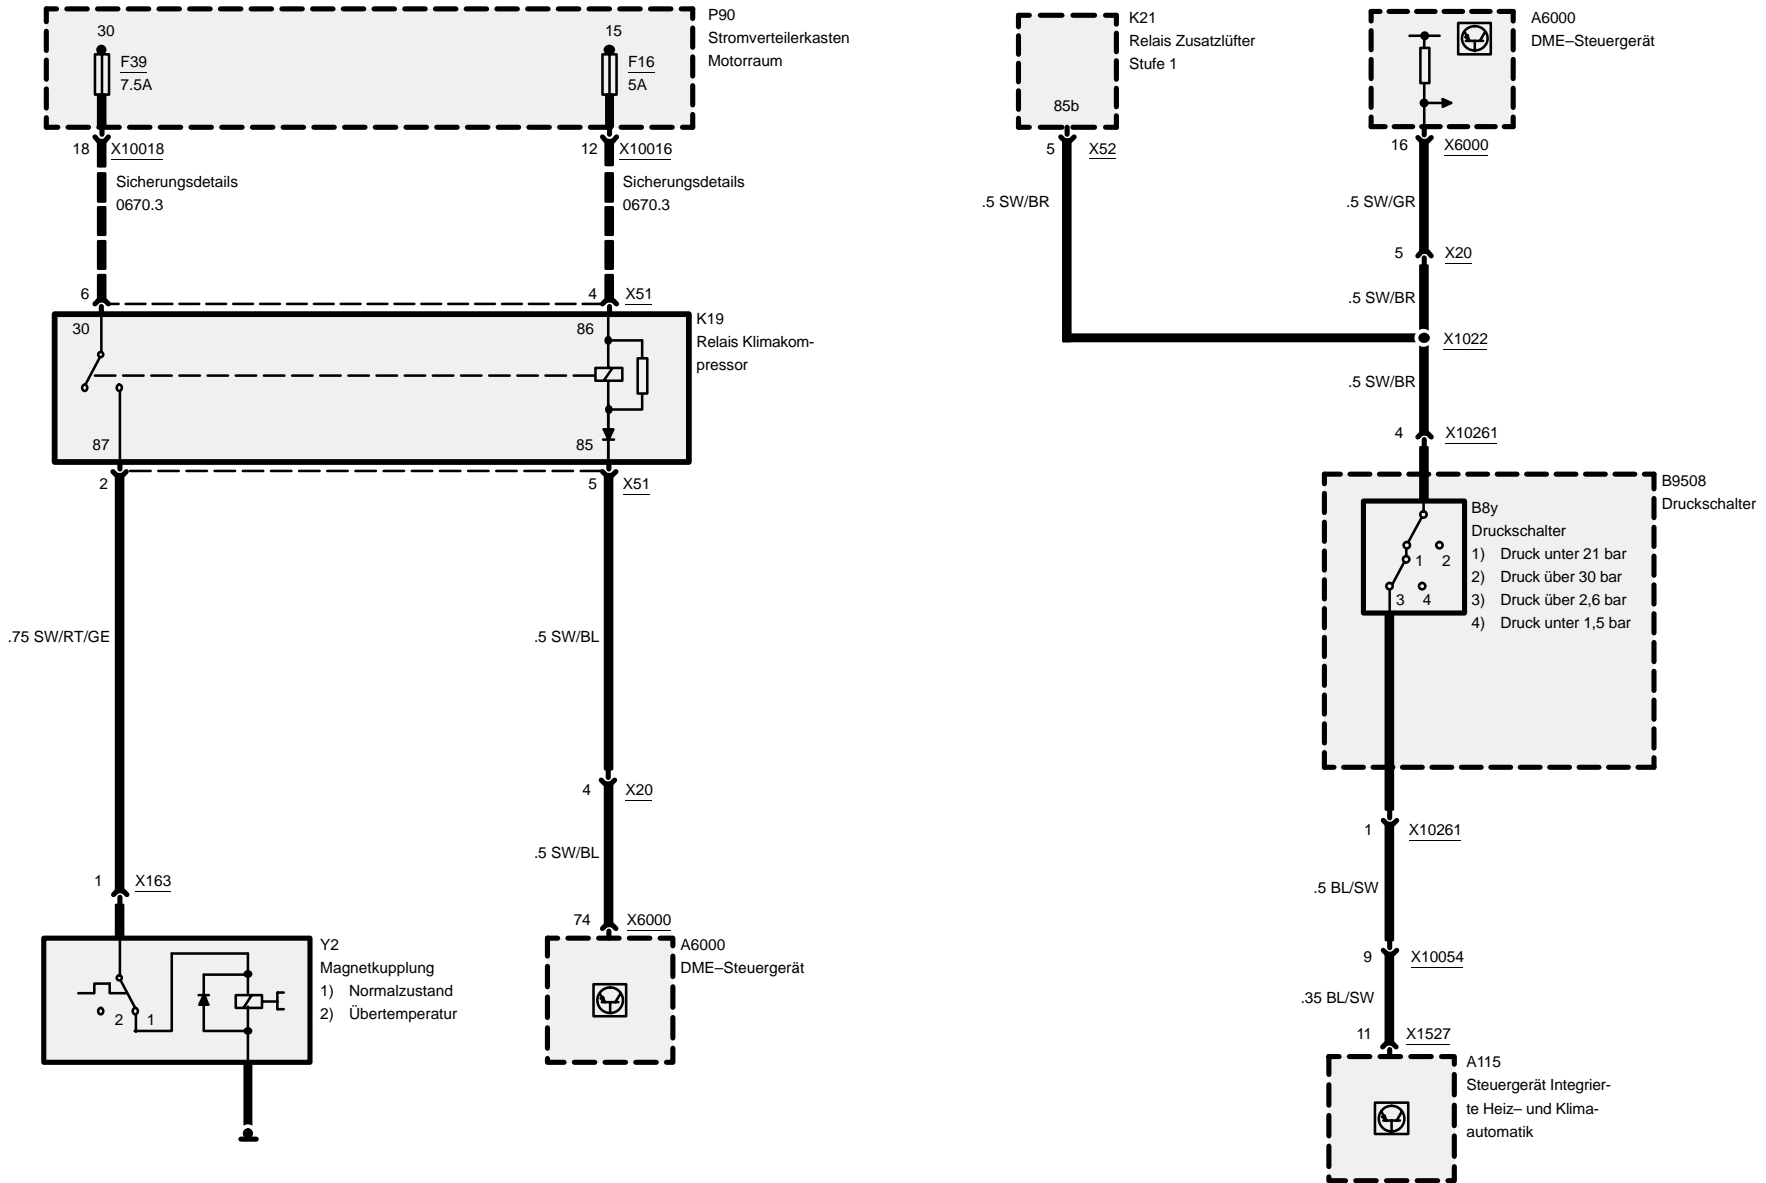 P90
Stromverteilerkasten
Motorraum
30
F39
7.5A
15
F16
5A
18 X10018
12 X10016
Sicherungsdetails
0670.3
Sicherungsdetails
0670.3
6
4 X51
K19
Relais Klimakom-
pressor
30
86
87
85
2
5 X51
.75 SW/RT/GE
.5 SW/BL
4 X20
.5 SW/BL
1 X163
74 X6000
Y2
Magnetkupplung
1) Normalzustand
2) Übertemperatur
2 1
A6000
DME–Steuergerät
K21
Relais Zusatzlüfter
Stufe 1
85b
5 X52
.5 SW/BR
A6000
DME–Steuergerät
16 X6000
.5 SW/GR
5 X20
.5 SW/BR
X1022
.5 SW/BR
4 X10261
B9508
Druckschalter
B8y
Druckschalter
1) Druck unter 21 bar
2) Druck über 30 bar
3) Druck über 2,6 bar
4) Druck unter 1,5 bar
1 2
3 4
1 X10261
.5 BL/SW
9 X10054
.35 BL/SW
11 X1527
A115
Steuergerät Integrier-
te Heiz– und Klima-
automatik